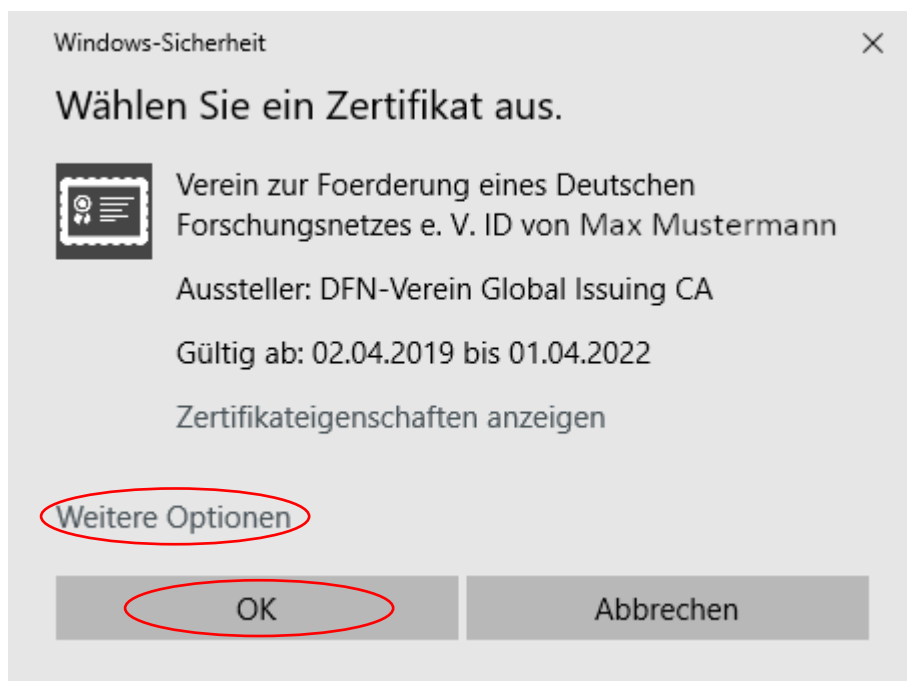 Windows-Sicherheit
Wählen Sie ein Zertifikat aus.
Verein zur Foerderung eines Deutschen
Forschungsnetzes e. V. ID von Max Mustermann
Aussteller: DFN-Verein Global Issuing CA
Gültig ab: 02.04.2019 bis 01.04.2022
Zertifikateigenschaften anzeigen
Weitere Optionen
OK
Abbrechen